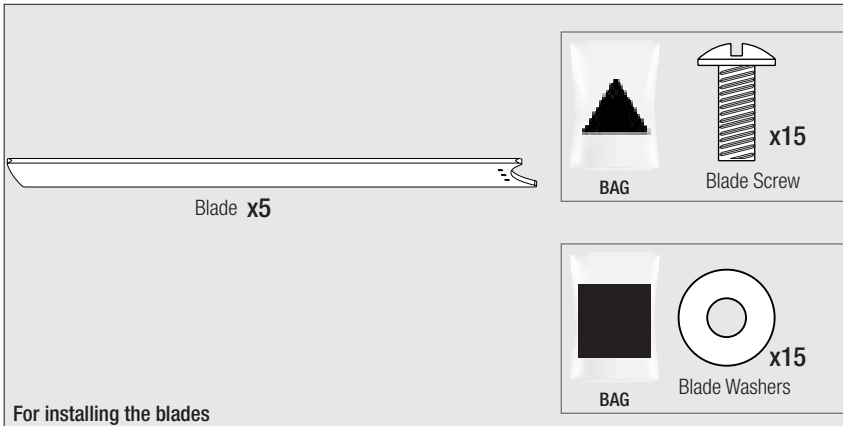 Blade x5
BAG
x15
Blade Screw
BAG
x15
Blade Washers
For installing the blades